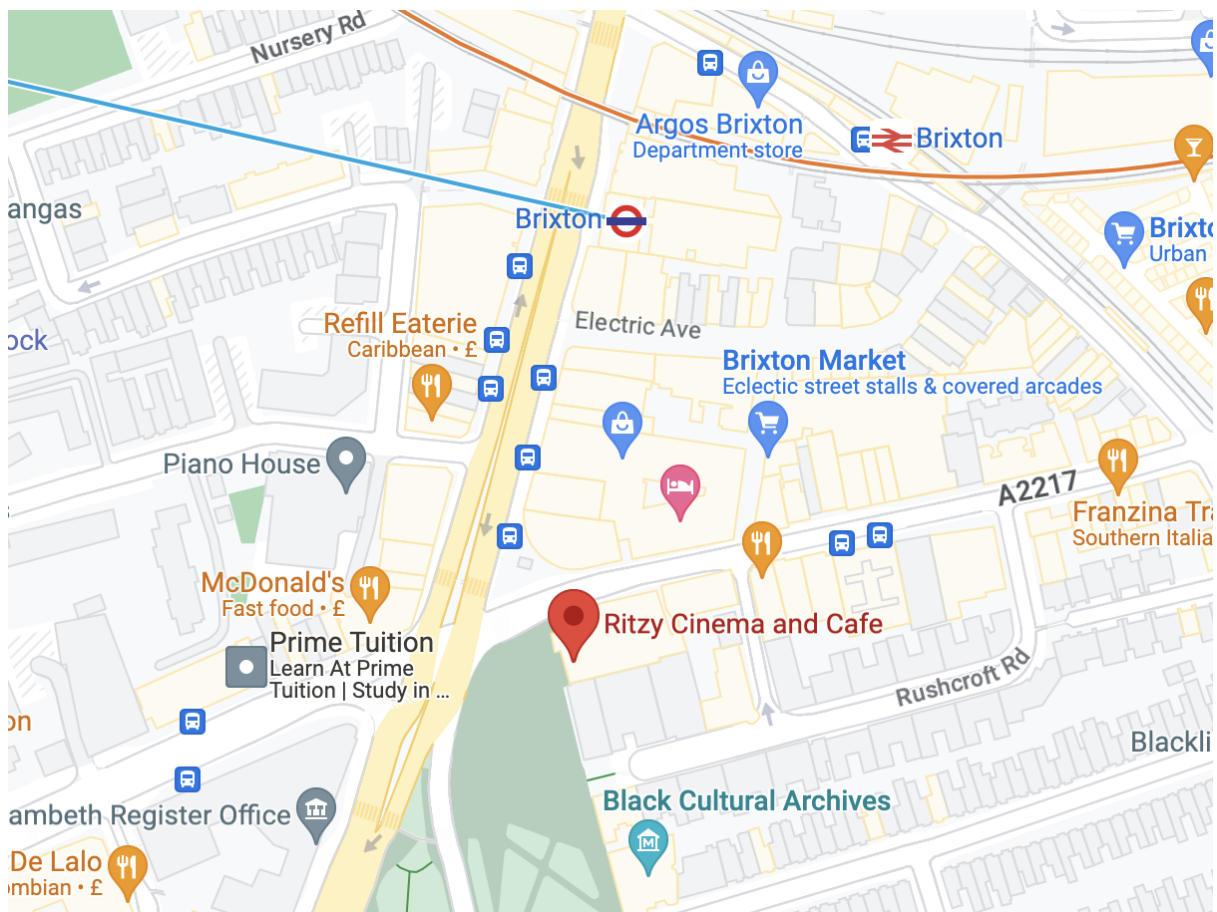 Nursery Rd
Argos Brixton
Department store
Brixton
angas
Brixton
Brixto
Urban
Refill Eaterie
Caribbean • £
Electric Ave
ock
Brixton Market
Eclectic street stalls & covered arcades
Piano House
A2217
Franzina Tra
Southern Italia
McDonald's
Fast food • £
Ritzy Cinema and Cafe
Prime Tuition
Learn At Prime
Tuition | Study in ...
Rushcroft Rd
on
Blackli
Black Cultural Archives
ambeth Register Office
De Lalo
ombian • £
M